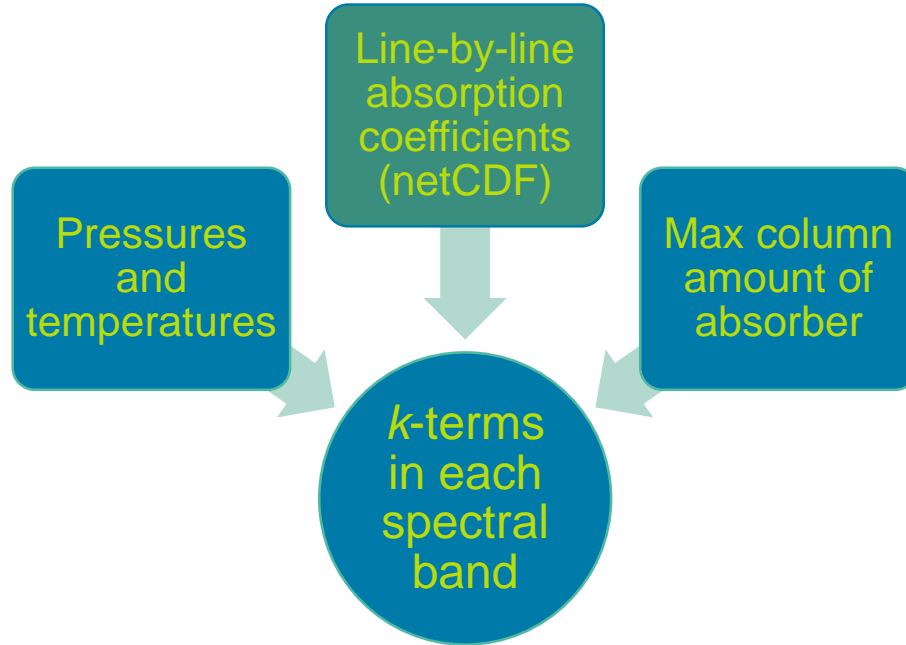 Line-by-line
absorption
coefficients
(netCDF)
Pressures
and
temperatures
Max column
amount of
absorber
k-terms
in each
spectral
band